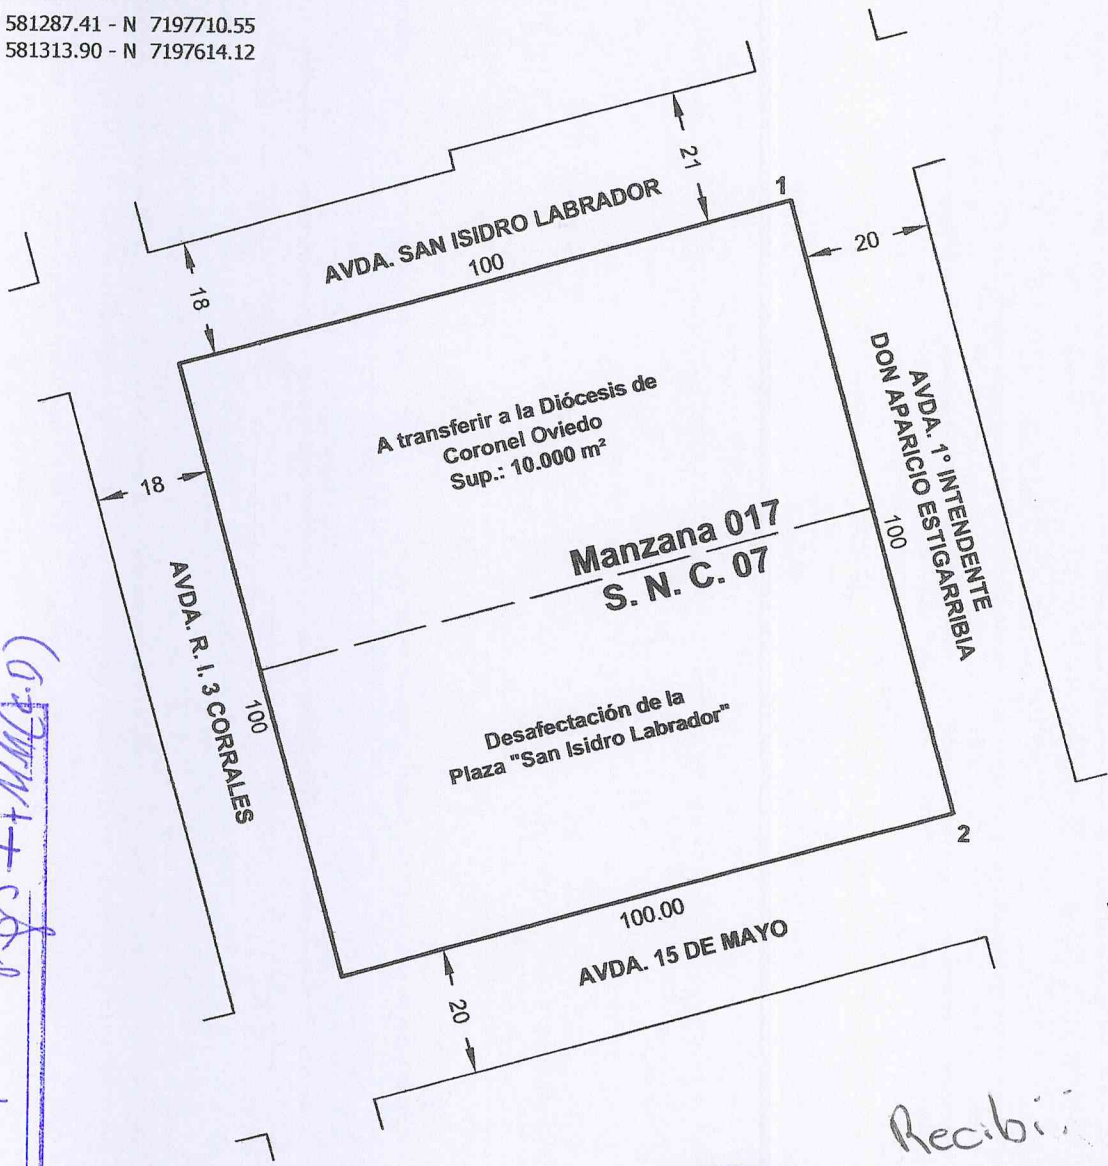 581287.41 - N 7197710.55
581313.90 - N 7197614.12
21
1
AVDA. SAN ISIDRO LABRADOR
100
20
18
A transferir a la Diócesis de
Coronel Oviedo
Sup.: 10.000 m²
AVDA. 1° INTENDENTE
DON APARICIO ESTIGARRIBIA
18
Manzana 017
S. N. C. 07
100
AVDA. R. I. 3 CORRALES
100
Desafectación de la
Plaza "San Isidro Labrador"
2
100.00
AVDA. 15 DE MAYO
20
Recibi: